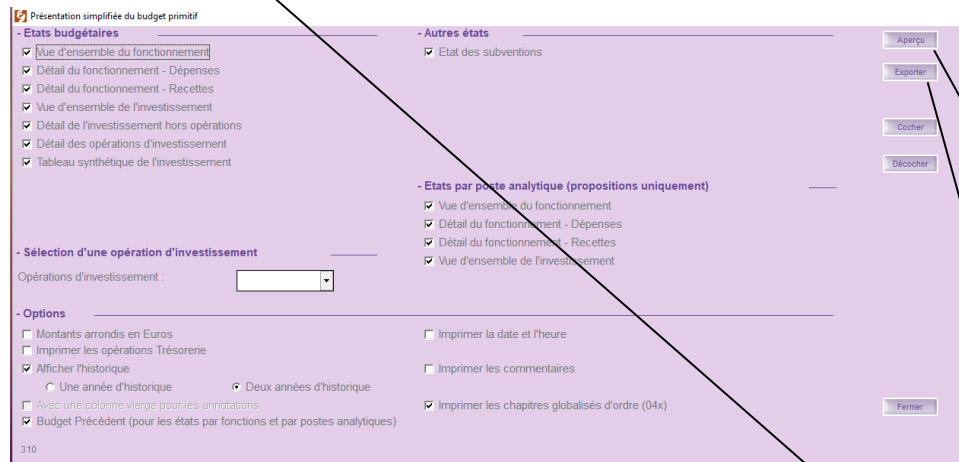 Présentation simplifiée du budget primitif
- Etats budgétaires
Vue d'ensemble du fonctionnement
Détail du fonctionnement - Dépenses
Détail du fonctionnement - Recettes
Vue d'ensemble de l'investissement
Détail de l'investissement hors opérations
Détail des opérations d'investissement
Tableau synthétique de l'investissement
- Autres états
Etat des subventions
Aperçu
Exporter
Cocher
Décocher
- Etats par poste analytique (propositions uniquement)
Vue d'ensemble du fonctionnement
Détail du fonctionnement - Dépenses
Détail du fonctionnement - Recettes
Vue d'ensemble de l'investissement
- Sélection d'une opération d'investissement
Opérations d'investissement :
- Options
Montants arrondis en Euros
Imprimer les opérations Trésorerie
Afficher l'historique
Une année d'historique
Deux années d'historique
Avec une colonne vierge pour les annotations
Budget Précédent (pour les états par fonctions et par postes analytiques)
Imprimer la date et l'heure
Imprimer les commentaires
Imprimer les chapitres globalisés d'ordre (04x)
Fermer
310